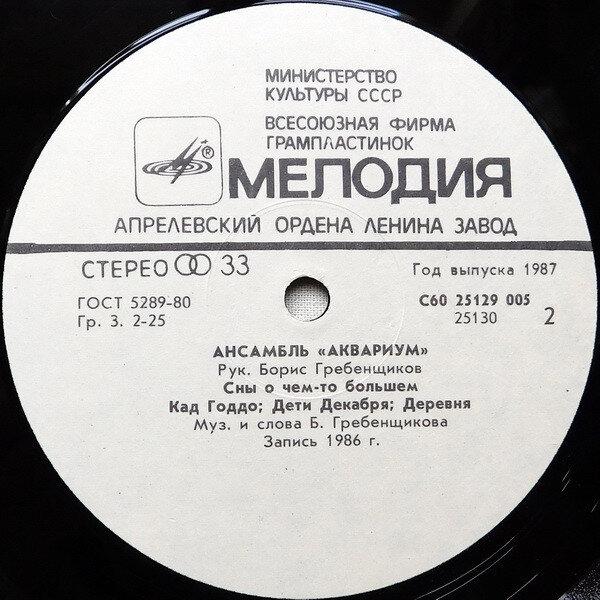 МИНИСТЕРСТВО
КУЛЬТУРЫ СССР
ВСЕСОЮЗНАЯ ФИРМА
ГРАМПЛАСТИНОК
®
МЕЛОДИЯ
АПРЕЛЕВСКИЙ ОРДЕНА ЛЕНИНА ЗАВОД
СТЕРЕО 33
Год выпуска 1987
ГОСТ 5289-80
С60 25129 005
Гр. 3. 2-25
25130 2
АНСАМБЛЬ «АКВАРИУМ»
Рук. Борис Гребенщиков
Сны о чем-то большем
Кад Годдо; Дети Декабря; Деревня
Муз. и слова Б. Гребенщикова
Запись 1986 г.